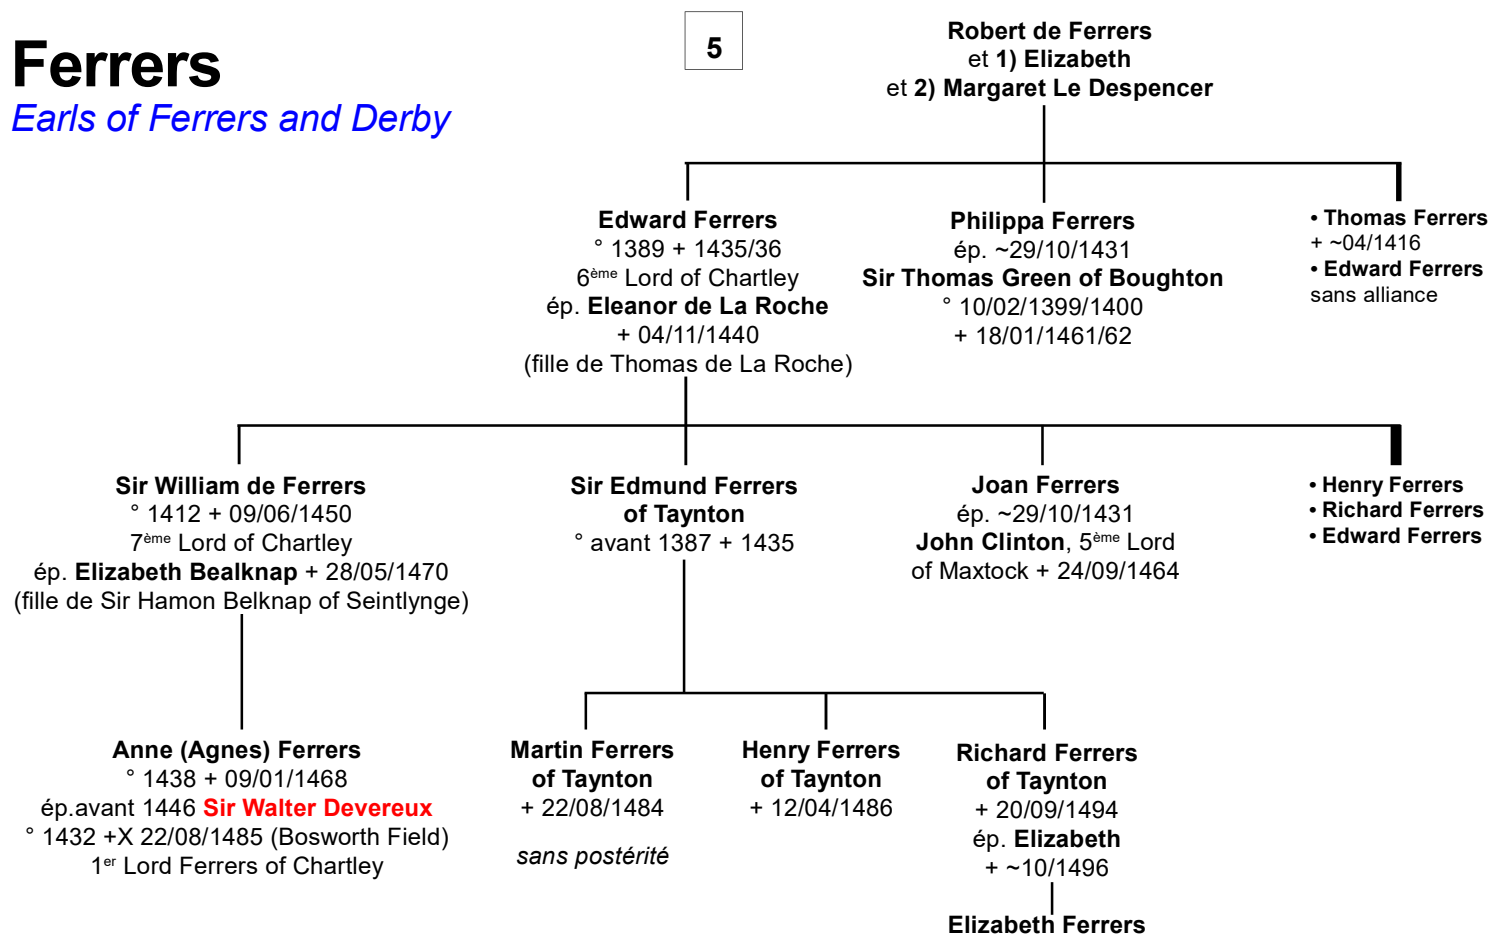 Ferrers
Earls of Ferrers and Derby
5
Robert de Ferrers
et 1) Elizabeth
et 2) Margaret Le Despencer
Edward Ferrers
° 1389 + 1435/36
6ème Lord of Chartley
ép. Eleanor de La Roche
+ 04/11/1440
(fille de Thomas de La Roche)
Philippa Ferrers
ép. ~29/10/1431
Sir Thomas Green of Boughton
° 10/02/1399/1400
+ 18/01/1461/62
• Thomas Ferrers
+ ~04/1416
• Edward Ferrers
sans alliance
Sir William de Ferrers
° 1412 + 09/06/1450
7ème Lord of Chartley
ép. Elizabeth Bealknap + 28/05/1470
(fille de Sir Hamon Belknap of Seintlynge)
Sir Edmund Ferrers
of Taynton
° avant 1387 + 1435
Joan Ferrers
ép. ~29/10/1431
John Clinton, 5ème Lord
of Maxtock + 24/09/1464
• Henry Ferrers
• Richard Ferrers
• Edward Ferrers
Anne (Agnes) Ferrers
° 1438 + 09/01/1468
ép.avant 1446 Sir Walter Devereux
° 1432 +X 22/08/1485 (Bosworth Field)
1er Lord Ferrers of Chartley
Martin Ferrers
of Taynton
+ 22/08/1484
sans postérité
Henry Ferrers
of Taynton
+ 12/04/1486
Richard Ferrers
of Taynton
+ 20/09/1494
ép. Elizabeth
+ ~10/1496
Elizabeth Ferrers